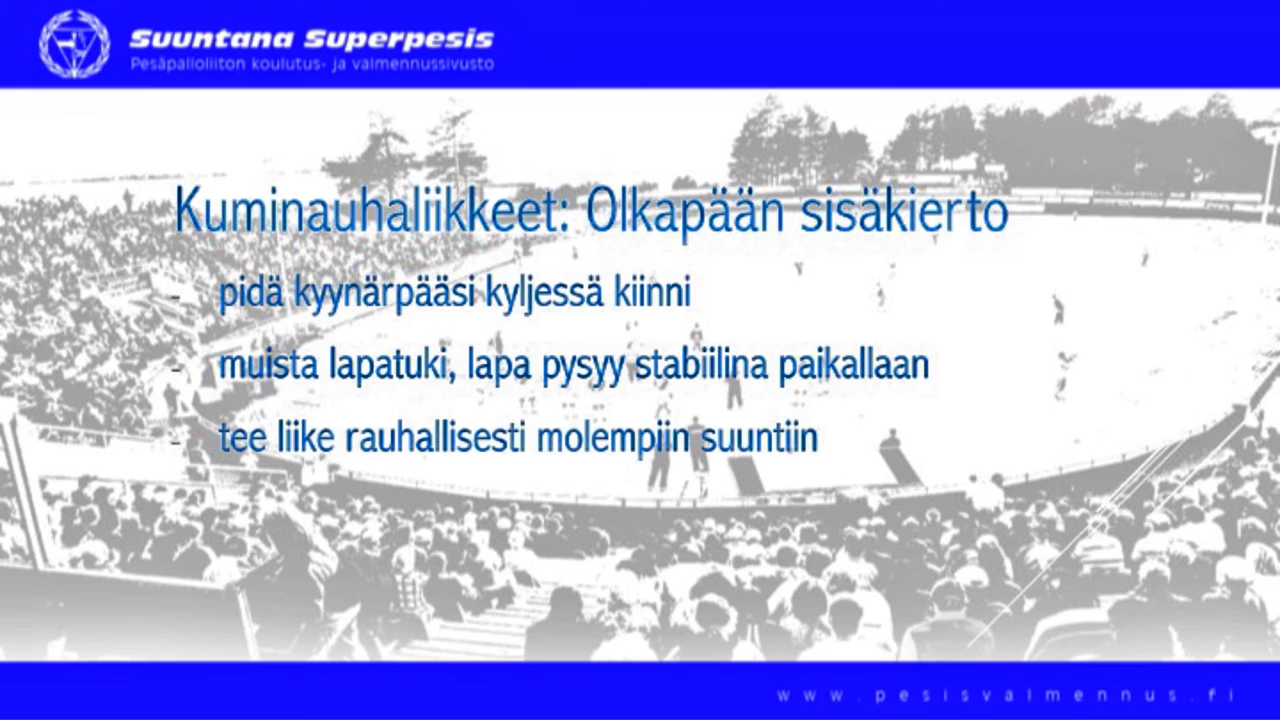 Suuntana Superpesis
Pesäpalloliiton koulutus- ja valmennussivusto
Kuminauhaliikkeet: Olkapään sisäkierto
- pidä kyynärpääsi kyljessä kiinni
- muista lapatuki, lapa pysyy stabiilina paikallaan
- tee liike rauhallisesti molempiin suuntiin
www.pesisvalmennus.fi